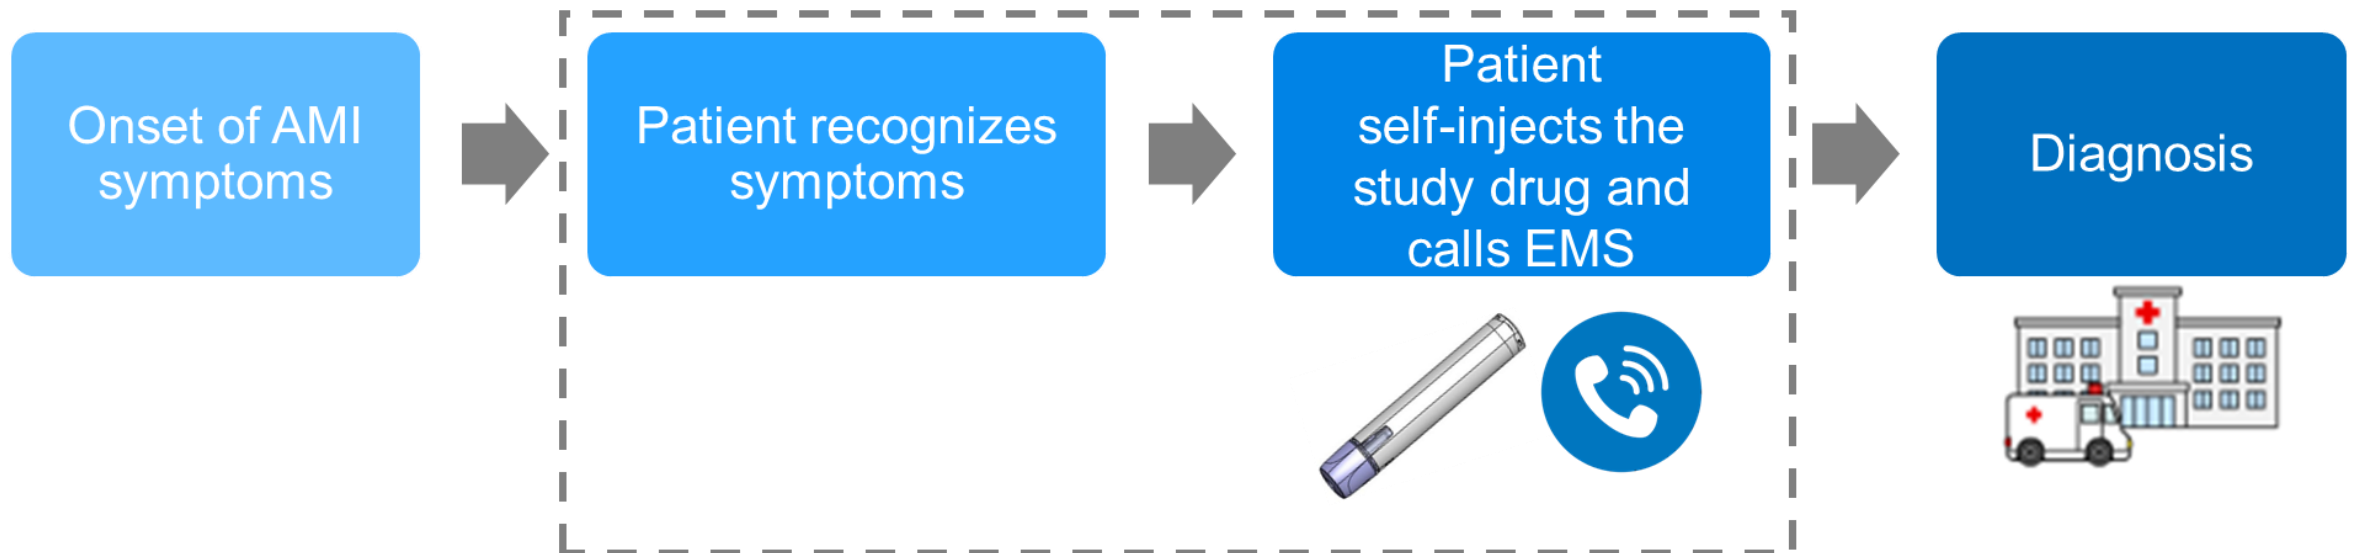 Onset of AMI
symptoms
Patient recognizes
symptoms
Patient
self-injects the
study drug and
calls EMS
Diagnosis